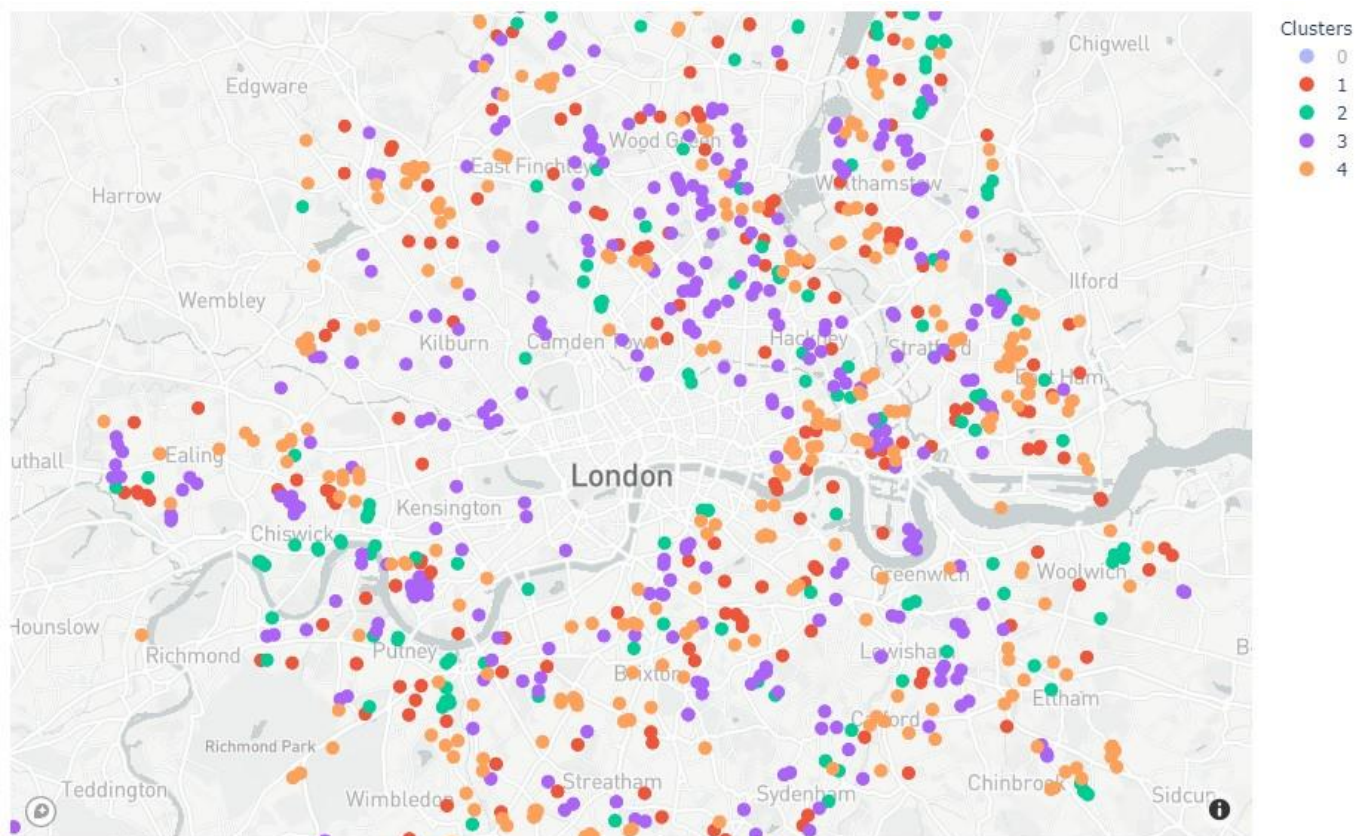 Clusters
0
1
2
3
4
Chigwell
Edgware
Wood Green
East Finchley
Walthamstow
Harrow
Ilford
Wembley
Kilburn
Camden Town
Hackney
Stratford
East Ham
Ealing
uthall
London
Kensington
Chiswick
Greenwich
Woolwich
Hounslow
Richmond
Putney
Lewisham
B
Brixton
Eltham
Catford
Richmond Park
Teddington
Wimbledon
Streatham
Sydenham
Chinbrook
Sidcup